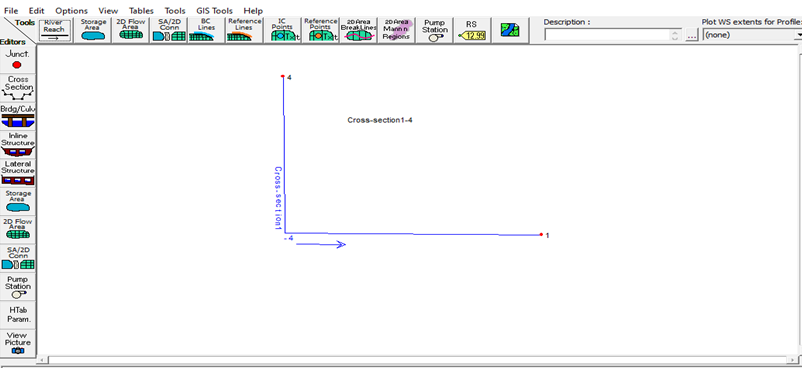 File Edit Options View Tables Tools GIS Tools Help
Tools
Editors
River
Reach
Storage
Area
2D Flow
Area
SA/2D
Conn
BC
Lines
Reference
Lines
IC
Points
Reference
Points
2D Area
BreakLines
2D Area
Mann n
Regions
Pump
Station
RS
12.99
Description :
...
Plot WS extents for Profile:
(none)
Junct.
Cross
Section
Brdg/Culv
Inline
Structure
Lateral
Structure
Storage
Area
2D Flow
Area
SA/2D
Conn
Pump
Station
HTab
Param.
View
Picture
4
Cross-section1-4
Cross.section1
-4
1